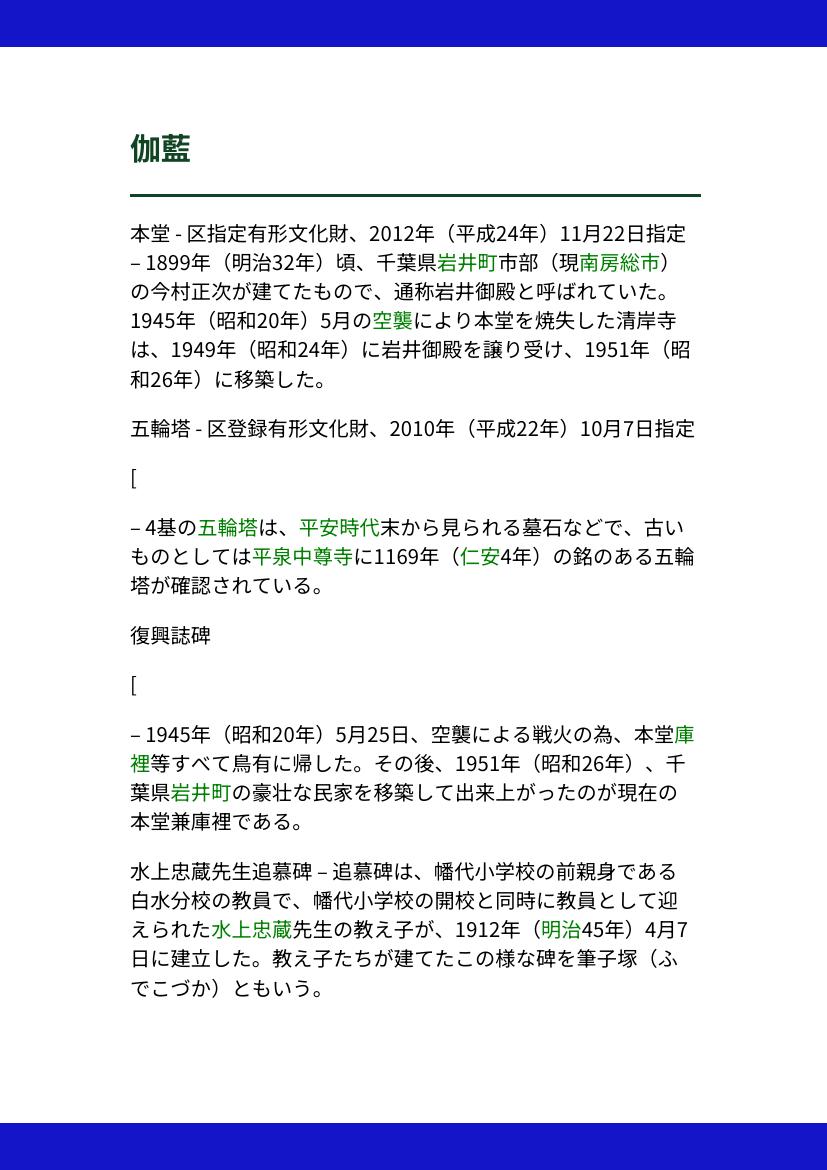 伽藍
本堂 - 区指定有形文化財、2012年（平成24年）11月22日指定
– 1899年（明治32年）頃、千葉県岩井町市部（現南房総市）
の今村正次が建てたもので、通称岩井御殿と呼ばれていた。
1945年（昭和20年）5月の空襲により本堂を焼失した清岸寺
は、1949年（昭和24年）に岩井御殿を譲り受け、1951年（昭
和26年）に移築した。
五輪塔 - 区登録有形文化財、2010年（平成22年）10月7日指定
[
– 4基の五輪塔は、平安時代末から見られる墓石などで、古い
ものとしては平泉中尊寺に1169年（仁安4年）の銘のある五輪
塔が確認されている。
復興誌碑
[
– 1945年（昭和20年）5月25日、空襲による戦火の為、本堂庫
裡等すべて鳥有に帰した。その後、1951年（昭和26年）、千
葉県岩井町の豪壮な民家を移築して出来上がったのが現在の
本堂兼庫裡である。
水上忠蔵先生追慕碑 – 追慕碑は、幡代小学校の前親身である
白水分校の教員で、幡代小学校の開校と同時に教員として迎
えられた水上忠蔵先生の教え子が、1912年（明治45年）4月7
日に建立した。教え子たちが建てたこの様な碑を筆子塚（ふ
でこづか）ともいう。